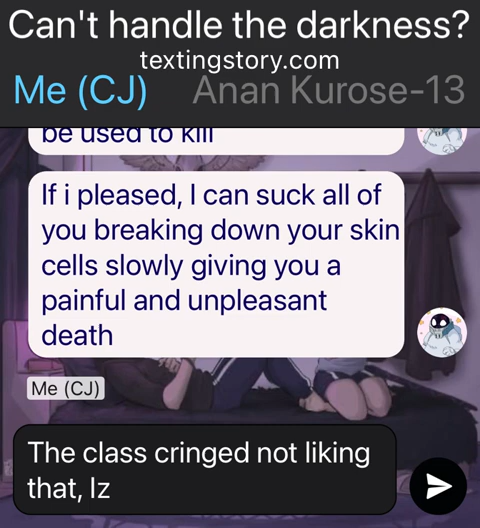 Can't handle the darkness?
textingstory.com
Me (CJ) Anan Kurose-13
be used to kill
If i pleased, I can suck all of
you breaking down your skin
cells slowly giving you a
painful and unpleasant
death
Me (CJ)
The class cringed not liking
that, Iz